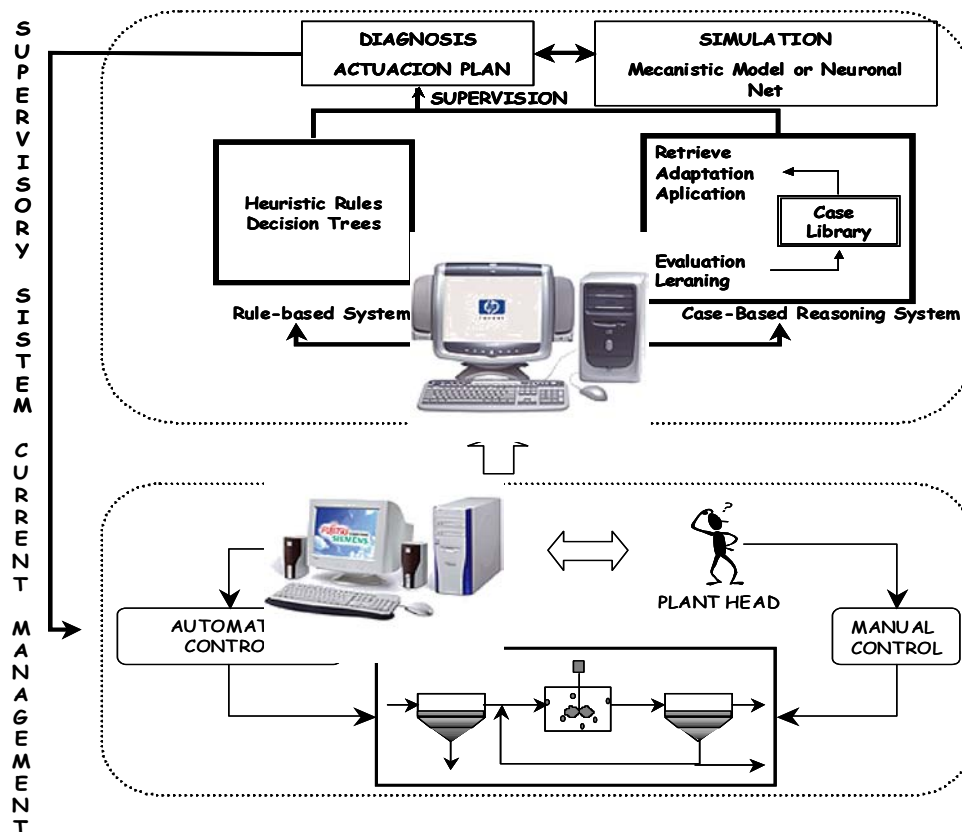 SUPERVISORY SISTEM CURRENT MANAGEMENT
DIAGNOSIS
ACTUACION PLAN
SIMULATION
Mecanistic Model or Neuronal
Net
SUPERVISION
Heuristic Rules
Decision Trees
Retrieve
Adaptation
Aplication
Case
Library
Evaluation
Leraning
Rule-based System
Case-Based Reasoning System
hp
invent
FUJITSU
SIEMENS
?
PLANT HEAD
AUTOMAT
CONTRO
MANUAL
CONTROL